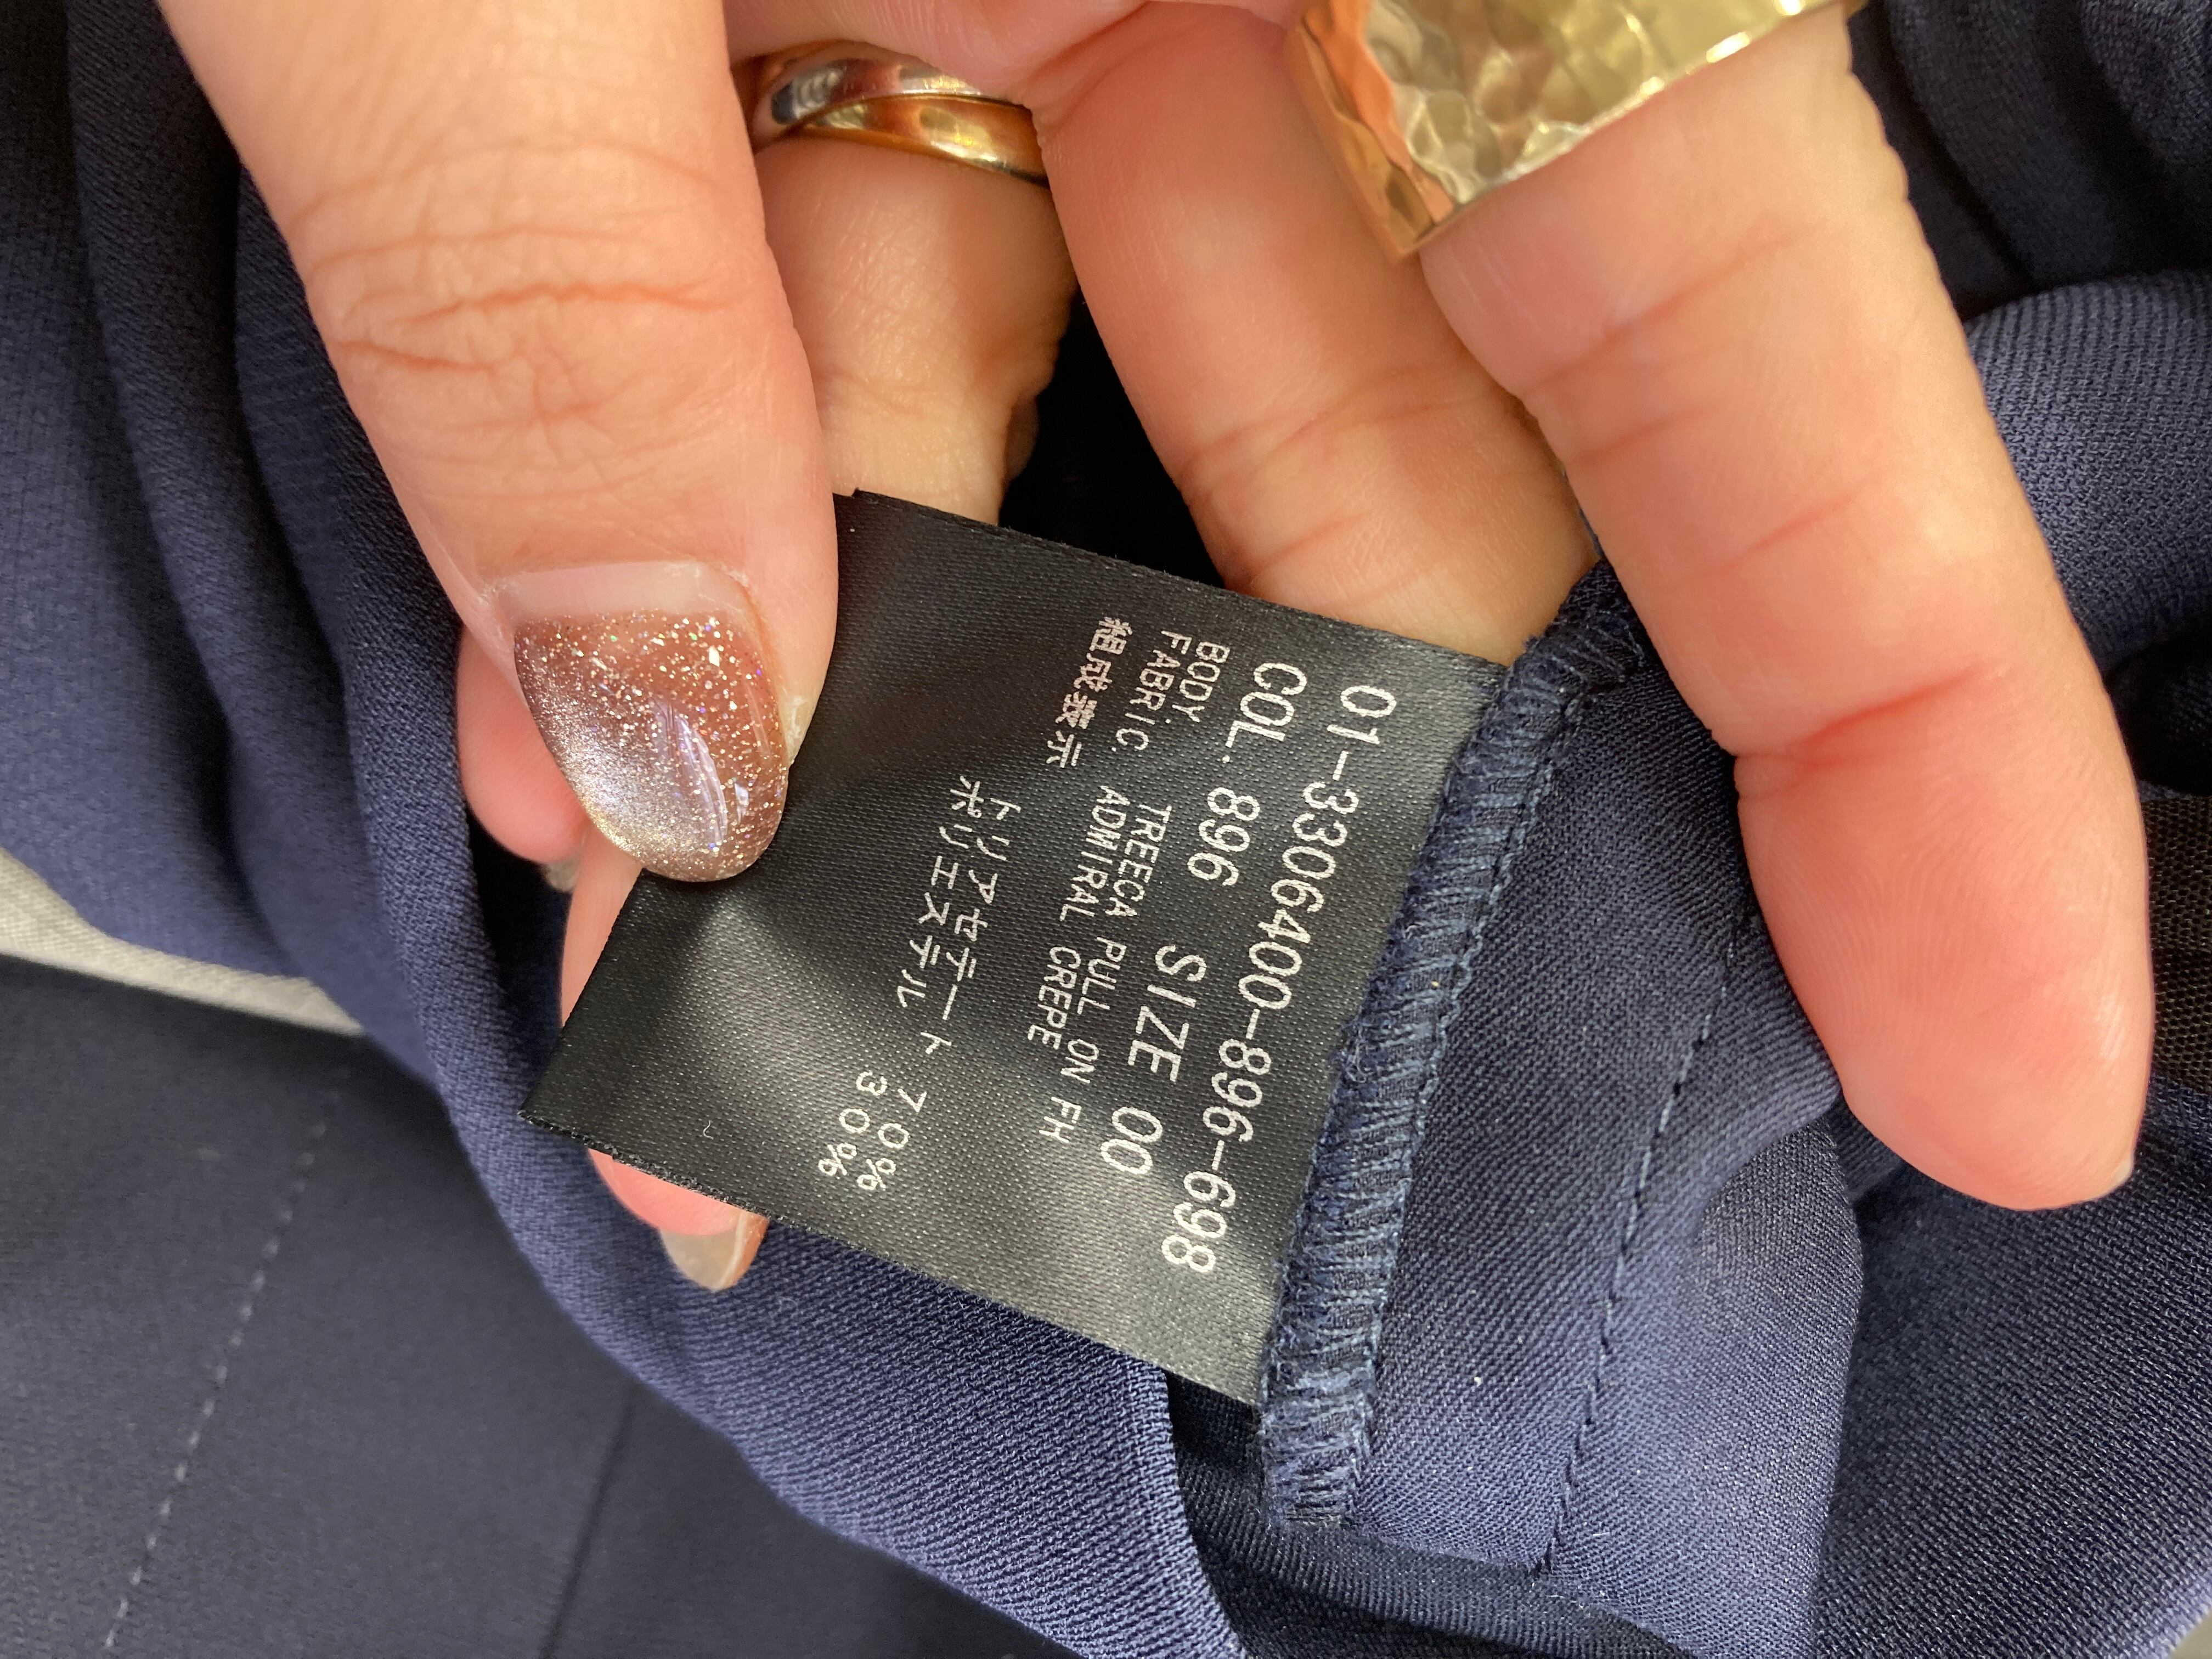 01-3306400-896-698
COL. 896 SIZE 00
BODY. TREECA PULL ON FH
FABRIC. ADMIRAL CREPE
組成表示
トリアセテート 70%
ポリエステル 30%